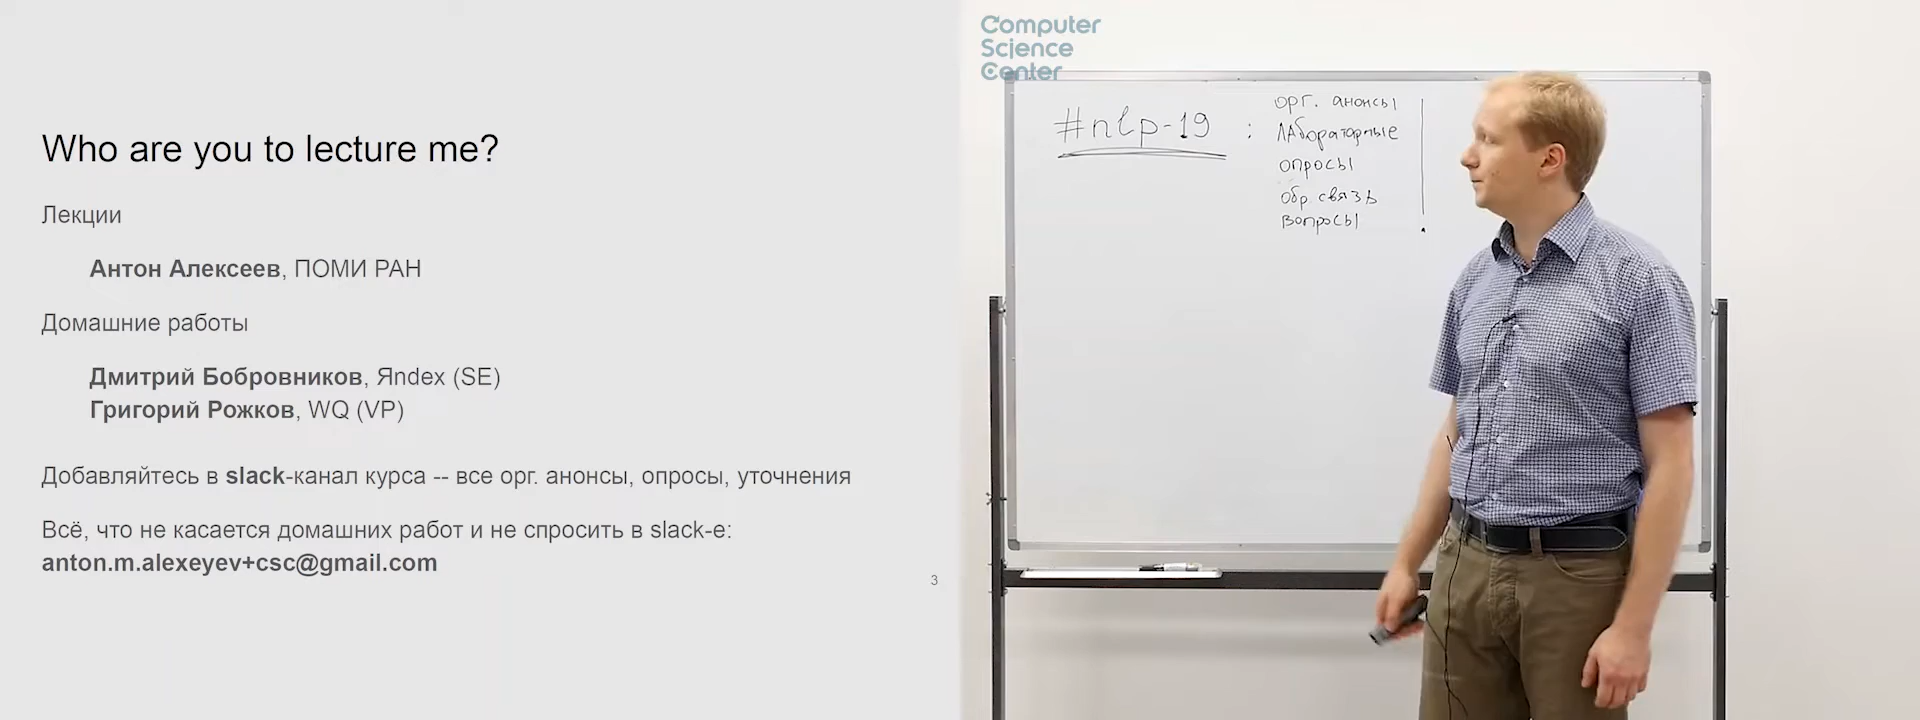 Who are you to lecture me?
Лекции
Антон Алексеев, ПОМИ РАН
Домашние работы
Дмитрий Бобровников, Яndex (SE)
Григорий Рожков, WQ (VP)
Добавляйтесь в slack-канал курса -- все орг. анонсы, опросы, уточнения
Всё, что не касается домашних работ и не спросить в slack-е:
anton.m.alexeyev+csc@gmail.com
3
Computer
Science
Center
#nlp-19 :
орг. анонсы
лабораторные
опросы
обр. связь
вопросы